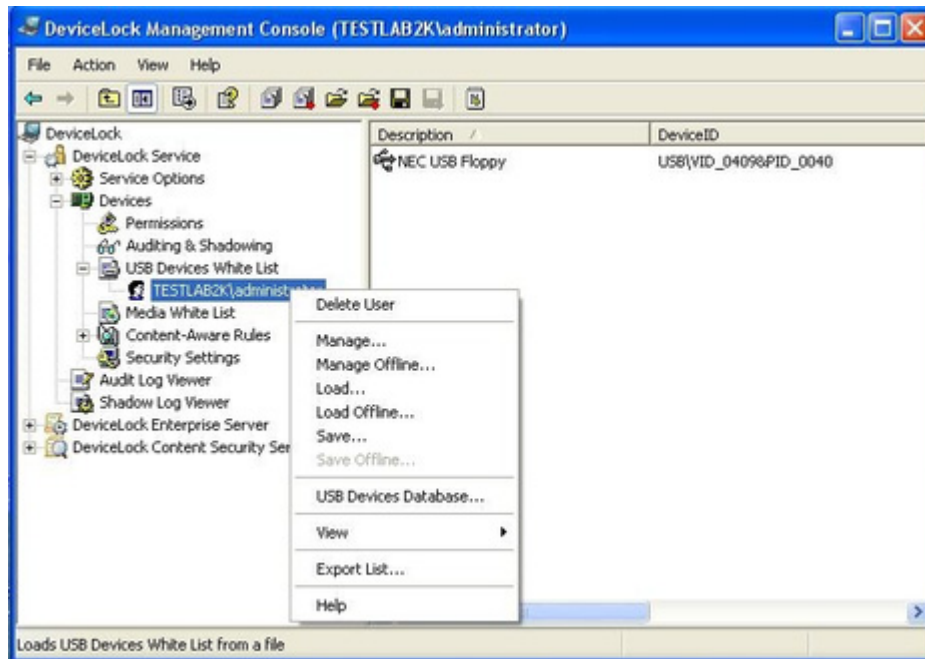 DeviceLock Management Console (TESTLAB2K\administrator)
File Action View Help
DeviceLock
DeviceLock Service
Service Options
Devices
Permissions
Auditing & Shadowing
USB Devices White List
TESTLAB2K\administrator
Media White List
Content-Aware Rules
Security Settings
Audit Log Viewer
Shadow Log Viewer
DeviceLock Enterprise Server
DeviceLock Content Security Ser
Description DeviceID
NEC USB Floppy USB\VID_0409&PID_0040
Delete User
Manage...
Manage Offline...
Load...
Load Offline...
Save...
Save Offline...
USB Devices Database...
View
Export List...
Help
Loads USB Devices White List from a file